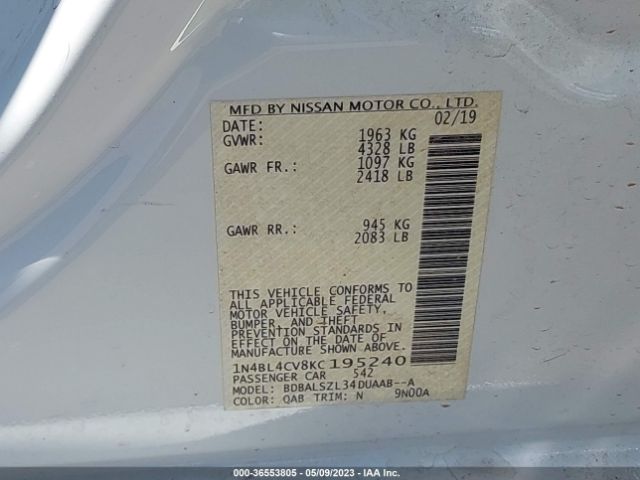 MFD BY NISSAN MOTOR CO., LTD.
DATE: 02/19
GVWR: 1963 KG
4328 LB
GAWR FR.: 1097 KG
2418 LB
GAWR RR.: 945 KG
2083 LB
THIS VEHICLE CONFORMS TO
ALL APPLICABLE FEDERAL
MOTOR VEHICLE SAFETY,
BUMPER, AND THEFT
PREVENTION STANDARDS IN
EFFECT ON THE DATE OF
MANUFACTURE SHOWN ABOVE.
1N4BL4CV8KC 195240
PASSENGER CAR 542
MODEL: BDBALSZL34DUAAB--A
COLOR: QAB TRIM: N 9N00A
000-36553805 - 05/09/2023 - IAA Inc.